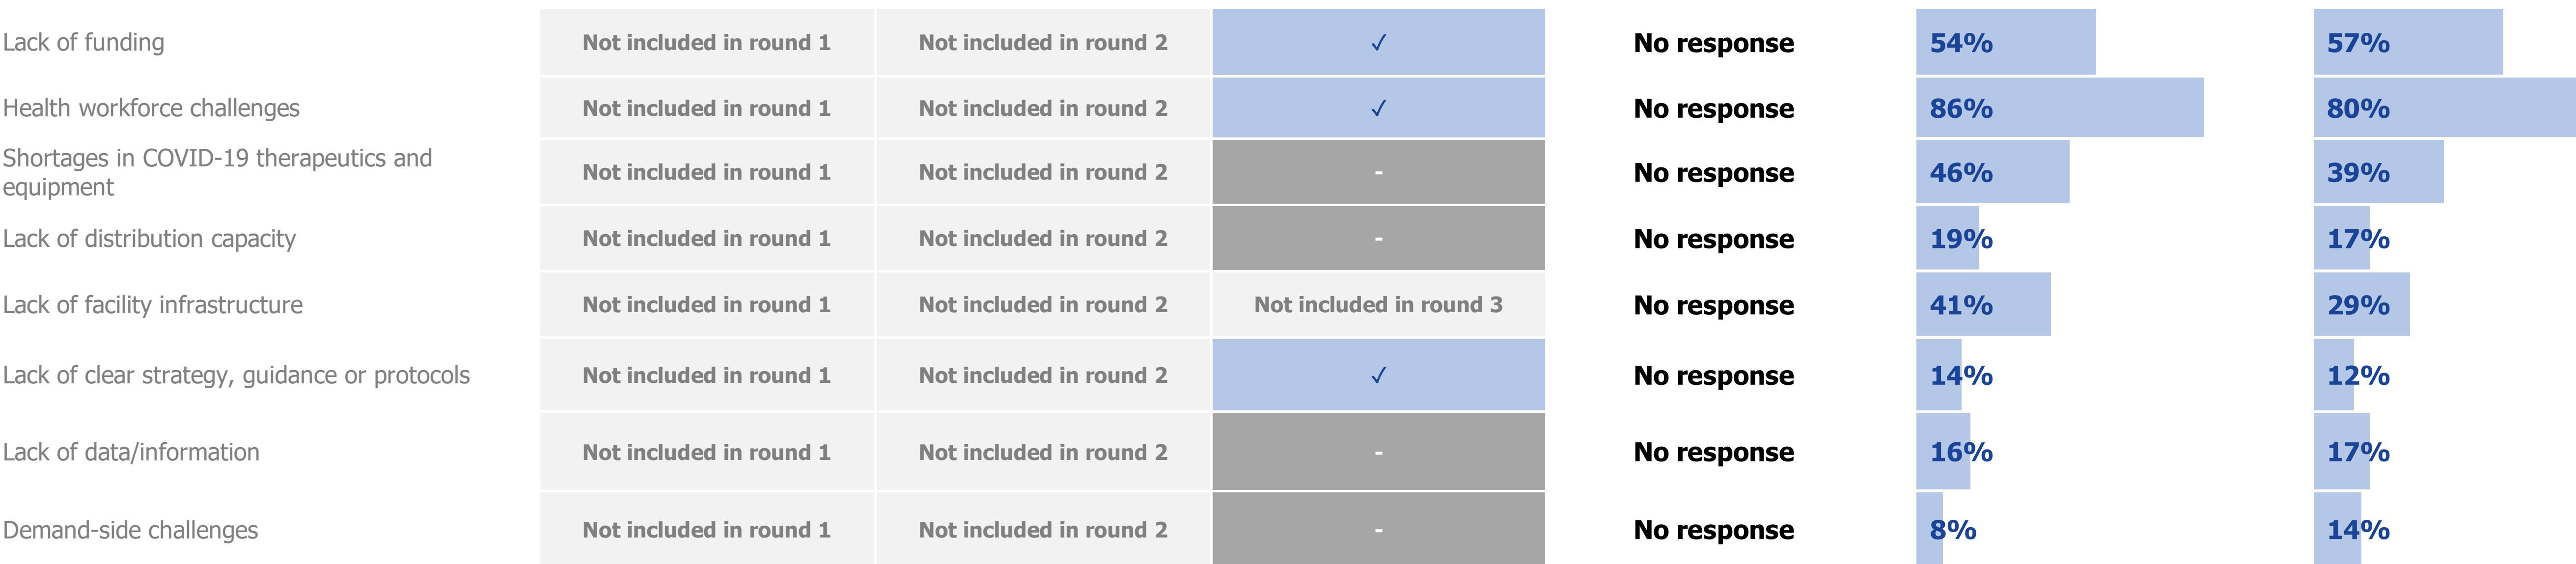 Lack of funding Not included in round 1 Not included in round 2 ✓ No response 54% 57%
Health workforce challenges Not included in round 1 Not included in round 2 ✓ No response 86% 80%
Shortages in COVID-19 therapeutics and
equipment Not included in round 1 Not included in round 2 - No response 46% 39%
Lack of distribution capacity Not included in round 1 Not included in round 2 - No response 19% 17%
Lack of facility infrastructure Not included in round 1 Not included in round 2 Not included in round 3 No response 41% 29%
Lack of clear strategy, guidance or protocols Not included in round 1 Not included in round 2 ✓ No response 14% 12%
Lack of data/information Not included in round 1 Not included in round 2 - No response 16% 17%
Demand-side challenges Not included in round 1 Not included in round 2 - No response 8% 14%